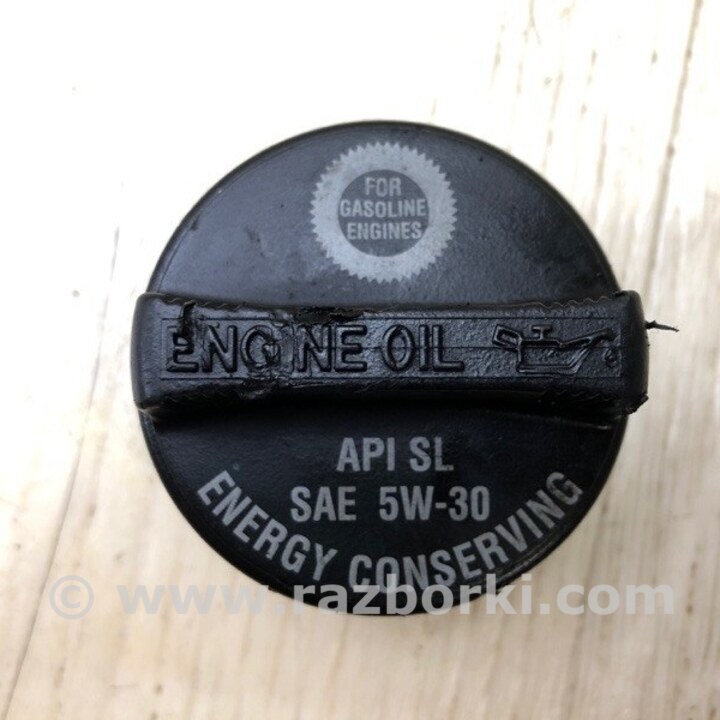 FOR
GASOLINE
ENGINES
ENGINE OIL
API SL
SAE 5W-30
ENERGY CONSERVING
© www.razborki.com